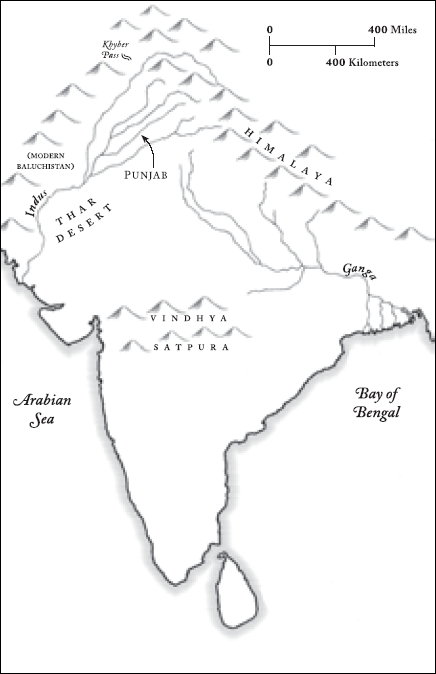 0 400 Miles
0 400 Kilometers
Khyber
Pass
HIMALAYA
(MODERN
BALUCHISTAN)
PUNJAB
Indus
THAR
DESERT
Ganga
VINDHYA
SATPURA
Arabian
Sea
Bay of
Bengal